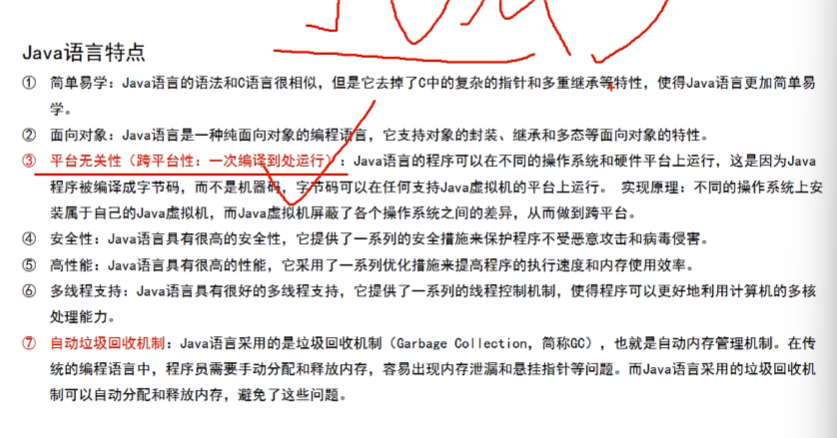 Java语言特点
① 简单易学：Java语言的语法和C语言很相似，但是它去掉了C中的复杂的指针和多重继承等特性，使得Java语言更加简单易
学。
② 面向对象：Java语言是一种纯面向对象的编程语言，它支持对象的封装、继承和多态等面向对象的特性。
③ 平台无关性（跨平台性：一次编译到处运行）：Java语言的程序可以在不同的操作系统和硬件平台上运行，这是因为Java
程序被编译成字节码，而不是机器码，字节码可以在任何支持Java虚拟机的平台上运行。 实现原理：不同的操作系统上安
装属于自己的Java虚拟机，而Java虚拟机屏蔽了各个操作系统之间的差异，从而做到跨平台。
④ 安全性：Java语言具有很高的安全性，它提供了一系列的安全措施来保护程序不受恶意攻击和病毒侵害。
⑤ 高性能：Java语言具有很高的性能，它采用了一系列优化措施来提高程序的执行速度和内存使用效率。
⑥ 多线程支持：Java语言具有很好的多线程支持，它提供了一系列的线程控制机制，使得程序可以更好地利用计算机的多核
处理能力。
⑦ 自动垃圾回收机制：Java语言采用的是垃圾回收机制（Garbage Collection，简称GC），也就是自动内存管理机制。在传
统的编程语言中，程序员需要手动分配和释放内存，容易出现内存泄漏和悬挂指针等问题。而Java语言采用的垃圾回收机
制可以自动分配和释放内存，避免了这些问题。